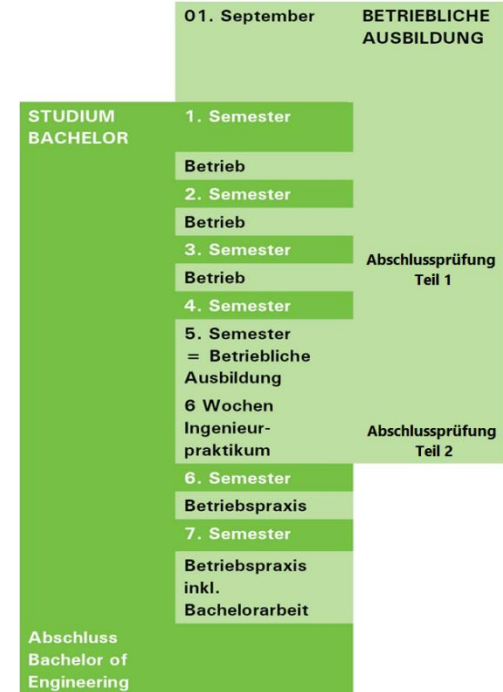 01. September
BETRIEBLICHE
AUSBILDUNG
STUDIUM
BACHELOR
1. Semester
Betrieb
2. Semester
Betrieb
3. Semester
Betrieb
Abschlussprüfung
Teil 1
4. Semester
5. Semester
= Betriebliche
Ausbildung
6 Wochen
Ingenieur-
praktikum
Abschlussprüfung
Teil 2
6. Semester
Betriebspraxis
7. Semester
Betriebspraxis
inkl.
Bachelorarbeit
Abschluss
Bachelor of
Engineering